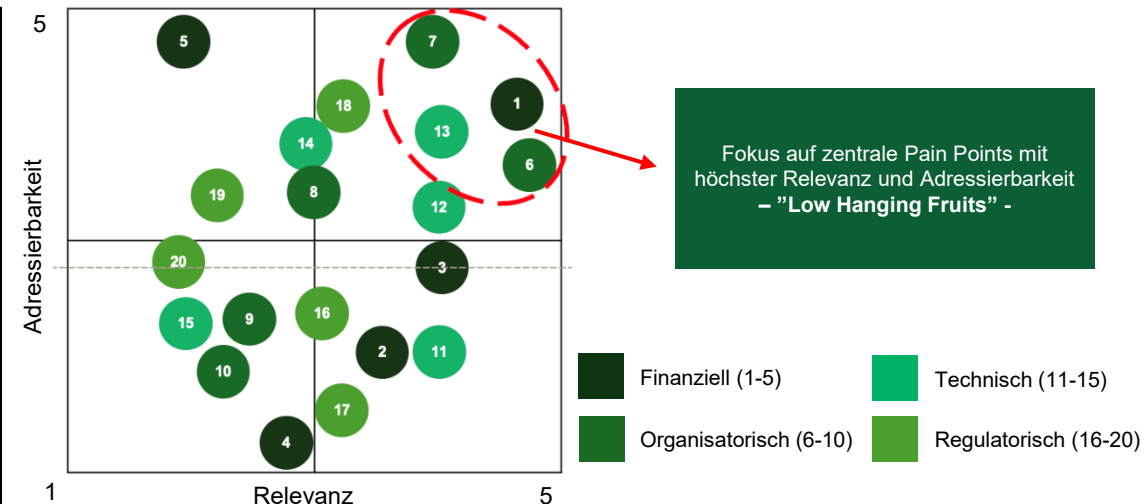 5
Adressierbarkeit
5
7
1
18
13
14
6
8
19
12
20
3
16
15
9
2
11
10
17
4
1
Relevanz
5
Fokus auf zentrale Pain Points mit
höchster Relevanz und Adressierbarkeit
– ”Low Hanging Fruits” -
Finanziell (1-5)
Technisch (11-15)
Organisatorisch (6-10)
Regulatorisch (16-20)